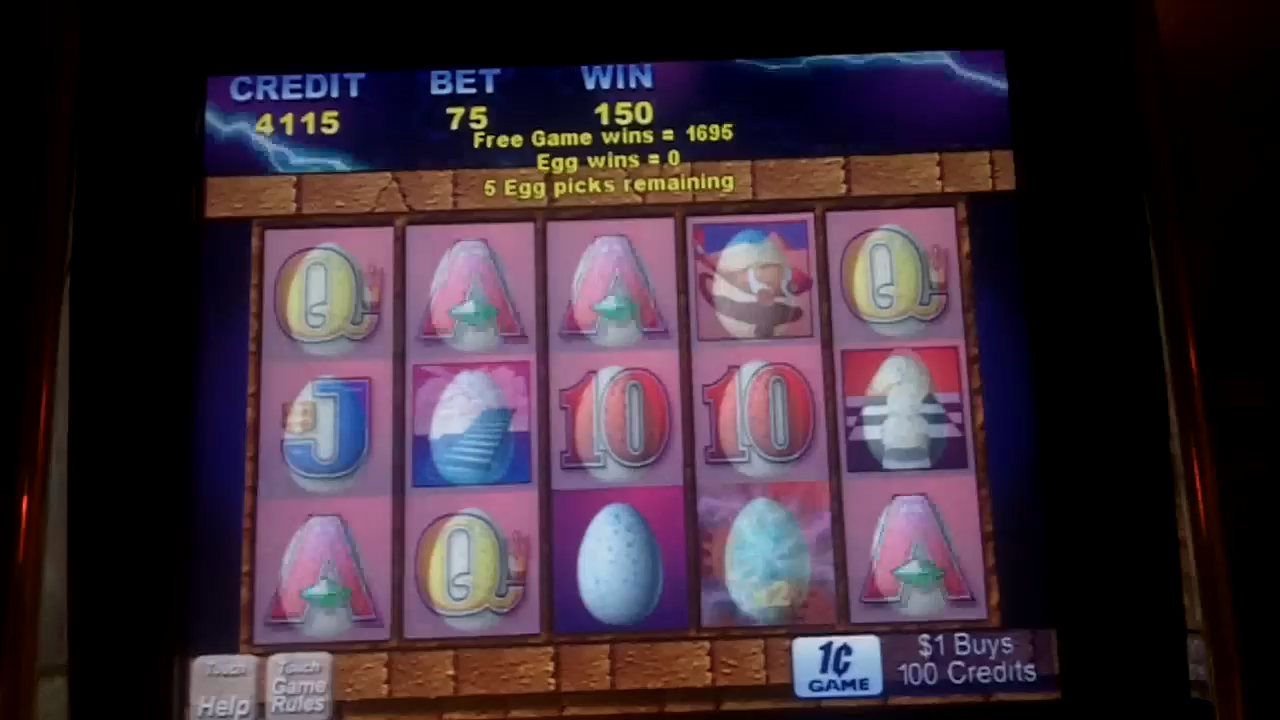 CREDIT BET WIN
4115 75 150
Free Game wins = 1695
Egg wins = 0
5 Egg picks remaining
Q A A Q
J 10 10
A Q A
Touch Help
Touch Game Rules
1¢ GAME
$1 Buys
100 Credits